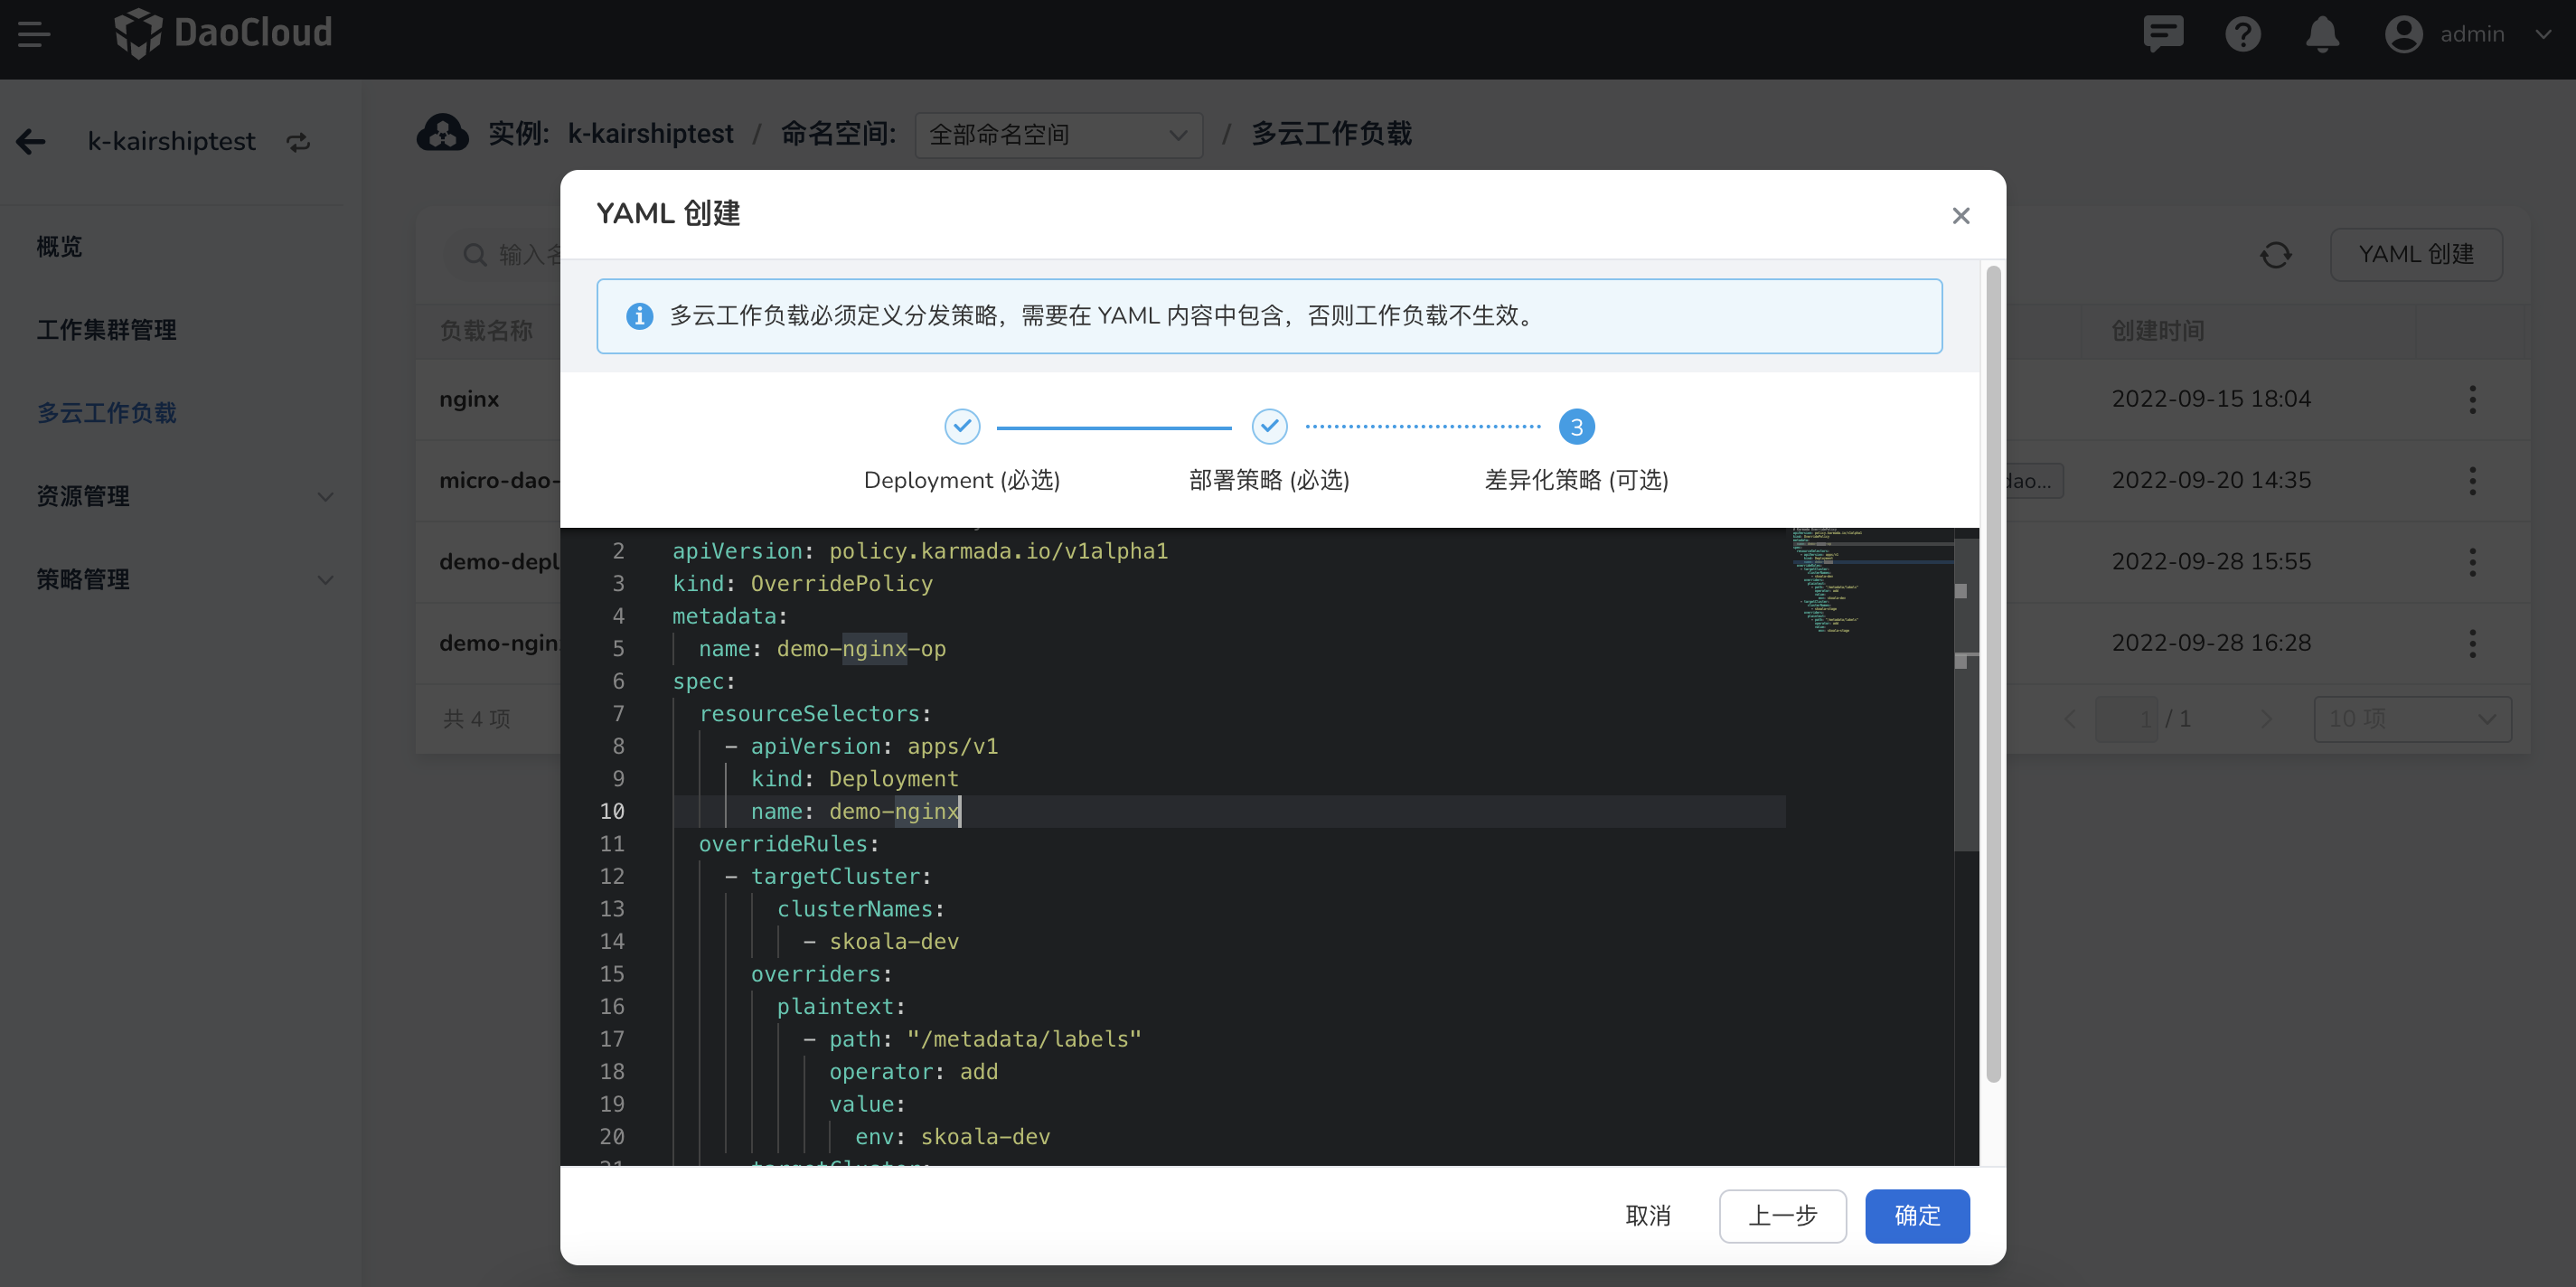 DaoCloud
admin
k-kairshiptest
实例: k-kairshiptest / 命名空间: 全部命名空间 / 多云工作负载
概览
工作集群管理
多云工作负载
资源管理
策略管理
输入名
YAML 创建
负载名称
创建时间
nginx
2022-09-15 18:04
micro-dao-
dao...
2022-09-20 14:35
demo-depl
2022-09-28 15:55
demo-ngin
2022-09-28 16:28
共 4 项
1 / 1
10 项
YAML 创建
多云工作负载必须定义分发策略，需要在 YAML 内容中包含，否则工作负载不生效。
3
Deployment (必选)
部署策略 (必选)
差异化策略 (可选)
2 apiVersion: policy.karmada.io/v1alpha1
3 kind: OverridePolicy
4 metadata:
5 name: demo-nginx-op
6 spec:
7 resourceSelectors:
8 - apiVersion: apps/v1
9 kind: Deployment
10 name: demo-nginx
11 overrideRules:
12 - targetCluster:
13 clusterNames:
14 - skoala-dev
15 overriders:
16 plaintext:
17 - path: "/metadata/labels"
18 operator: add
19 value:
20 env: skoala-dev
取消
上一步
确定